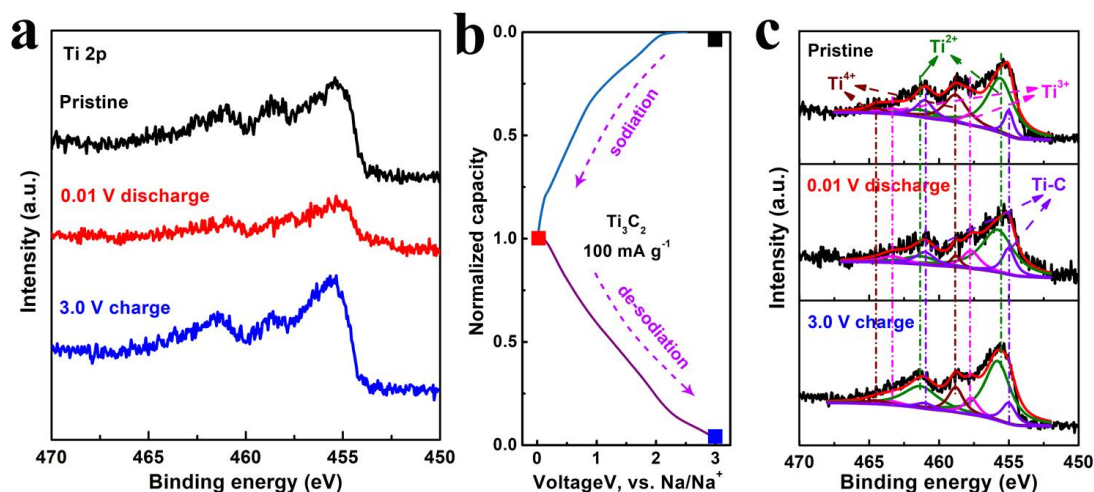 a
Ti 2p
Pristine
0.01 V discharge
3.0 V charge
Intensity (a.u.)
470
465
460
455
450
Binding energy (eV)
b
0.0
0.5
1.0
0.5
0.0
Normalized capacity
sodiation
Ti₃C₂
100 mA g⁻¹
de-sodiation
0
1
2
3
VoltageV, vs. Na/Na⁺
c
Pristine
Ti²⁺
Ti⁴⁺
Ti³⁺
0.01 V discharge
Ti-C
3.0 V charge
Intensity (a.u.)
470
465
460
455
450
Binding energy (eV)